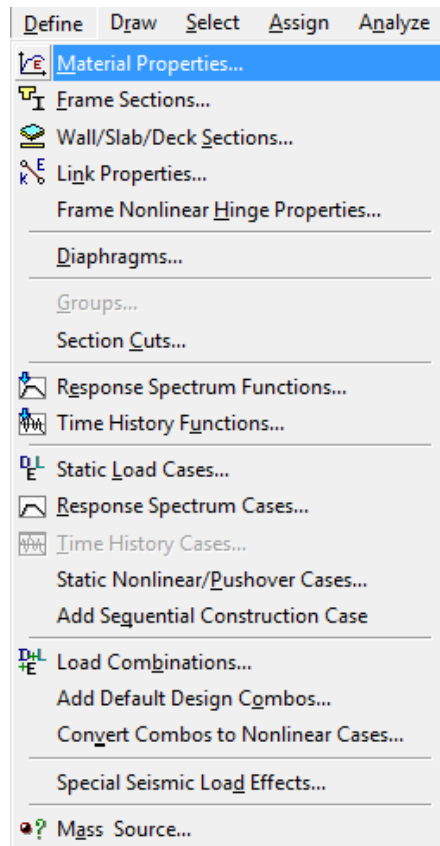 Define Draw Select Assign Analyze
Material Properties...
Frame Sections...
Wall/Slab/Deck Sections...
Link Properties...
Frame Nonlinear Hinge Properties...
Diaphragms...
Groups...
Section Cuts...
Response Spectrum Functions...
Time History Functions...
Static Load Cases...
Response Spectrum Cases...
Time History Cases...
Static Nonlinear/Pushover Cases...
Add Sequential Construction Case
Load Combinations...
Add Default Design Combos...
Convert Combos to Nonlinear Cases...
Special Seismic Load Effects...
Mass Source...